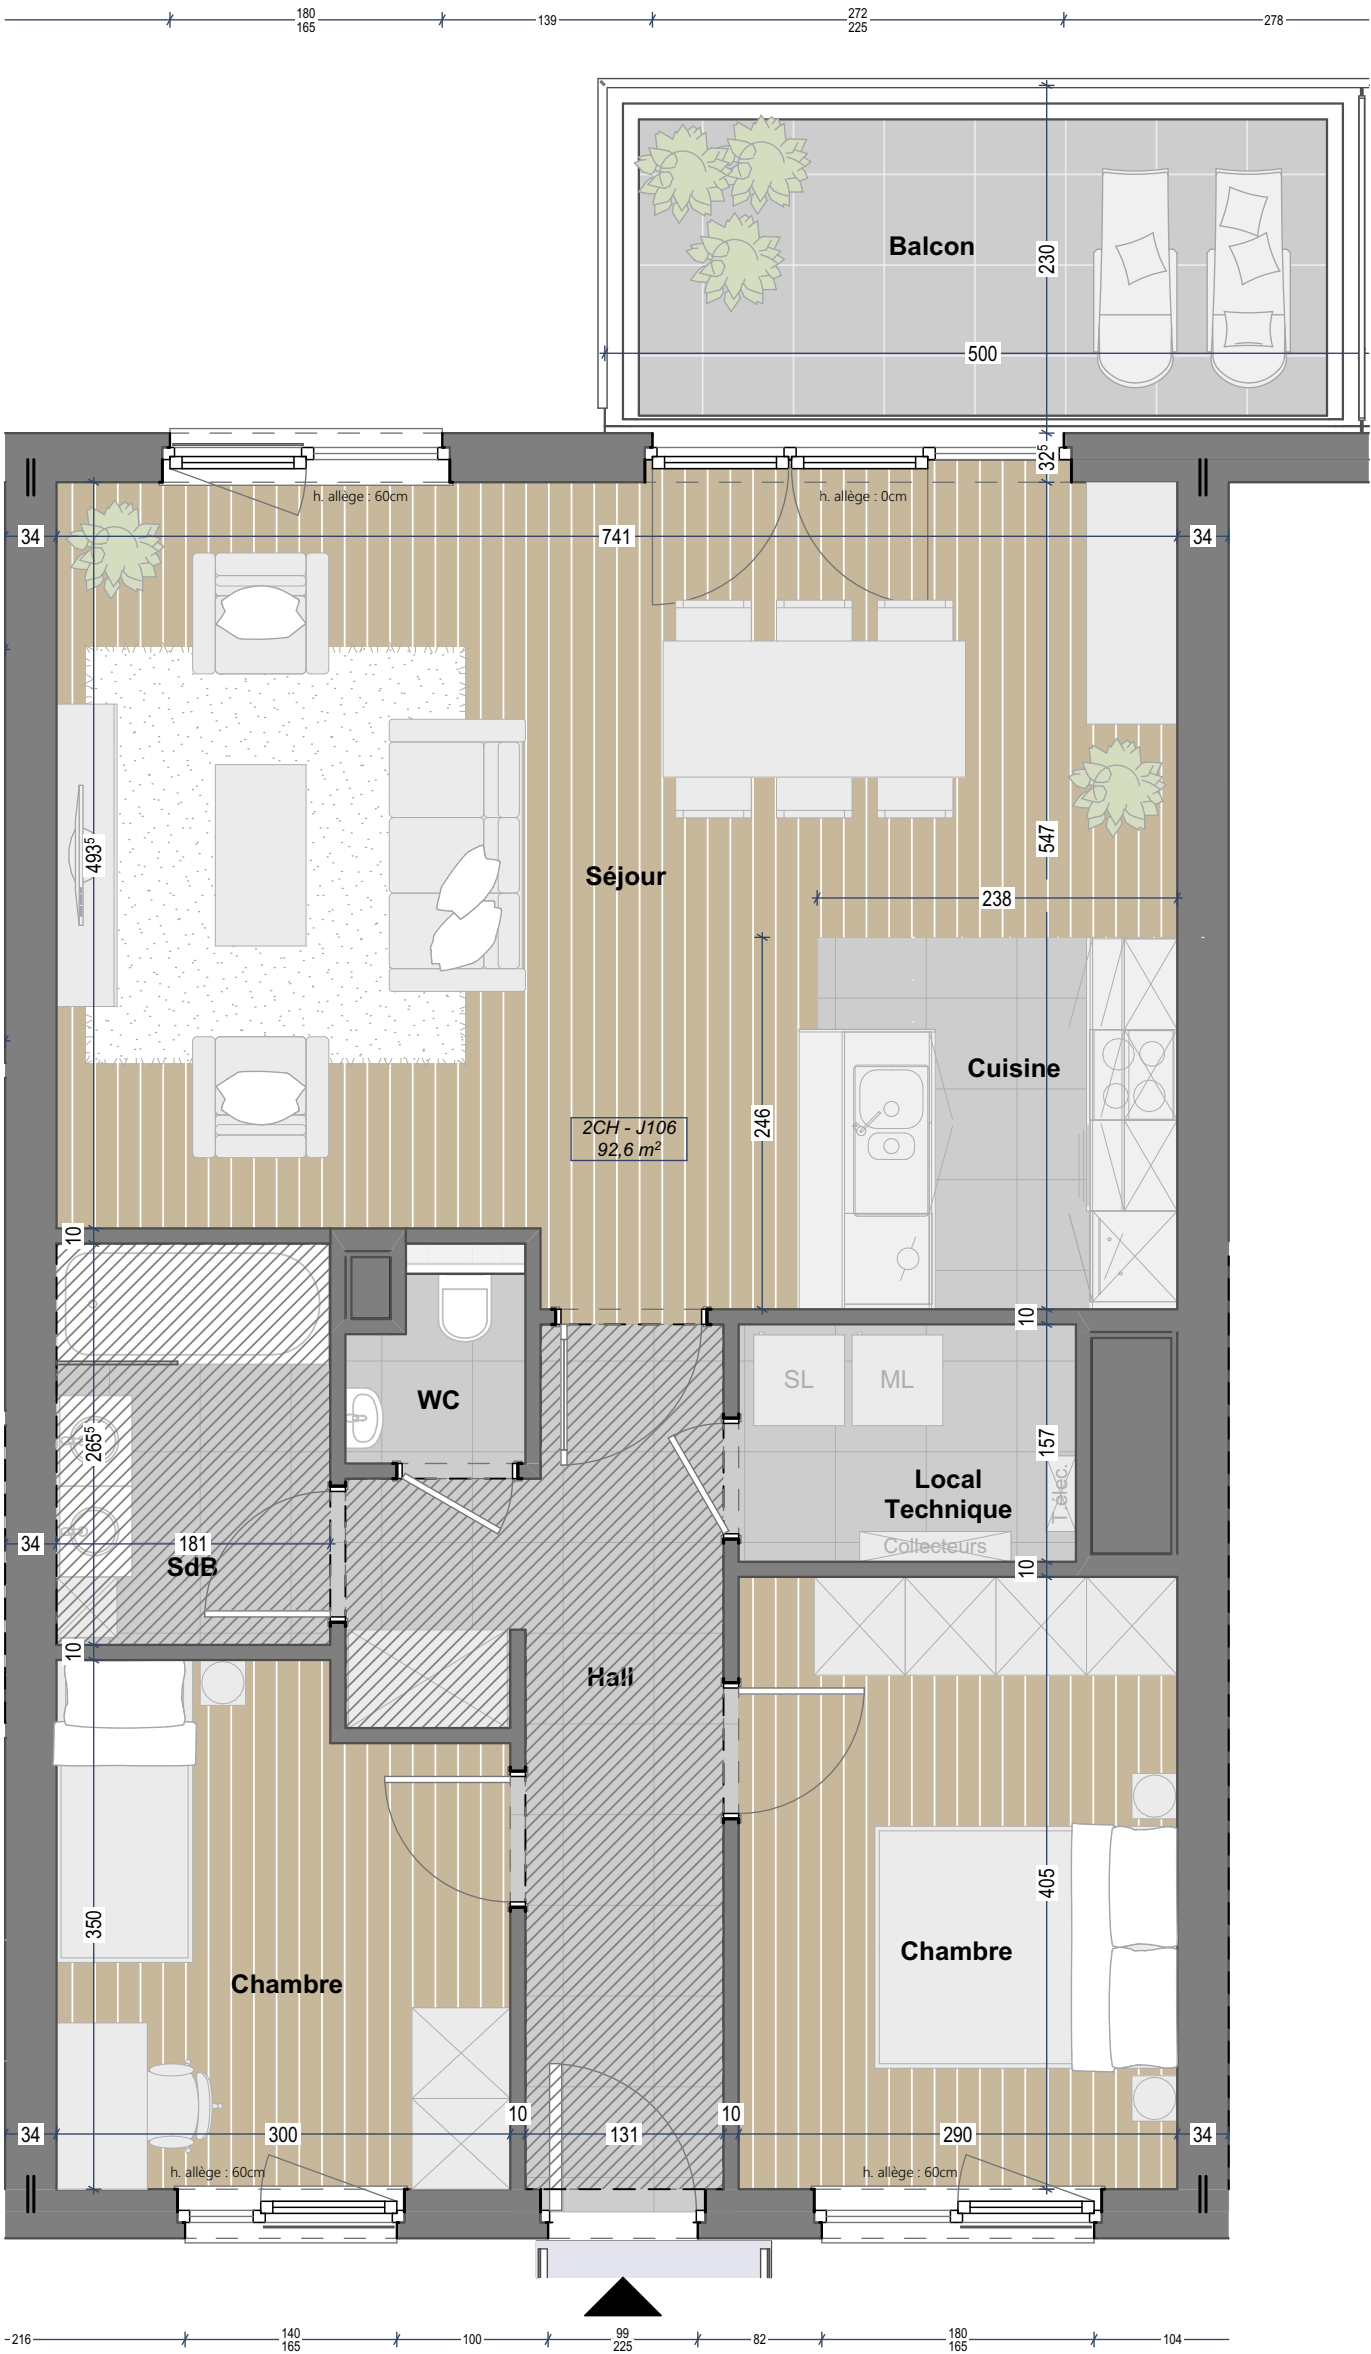 180
165
139
272
225
278
Balcon
230
500
32⁵
h. allège : 60cm
h. allège : 0cm
34
741
34
493⁵
547
Séjour
238
Cuisine
246
2CH - J106
92,6 m²
10
10
WC
SL
ML
265⁵
157
Local
Technique
Télec.
Collecteurs
34
181
SdB
10
10
Hall
350
405
Chambre
Chambre
34
300
10
131
10
290
34
h. allège : 60cm
h. allège : 60cm
216
140
165
100
99
225
82
180
165
104